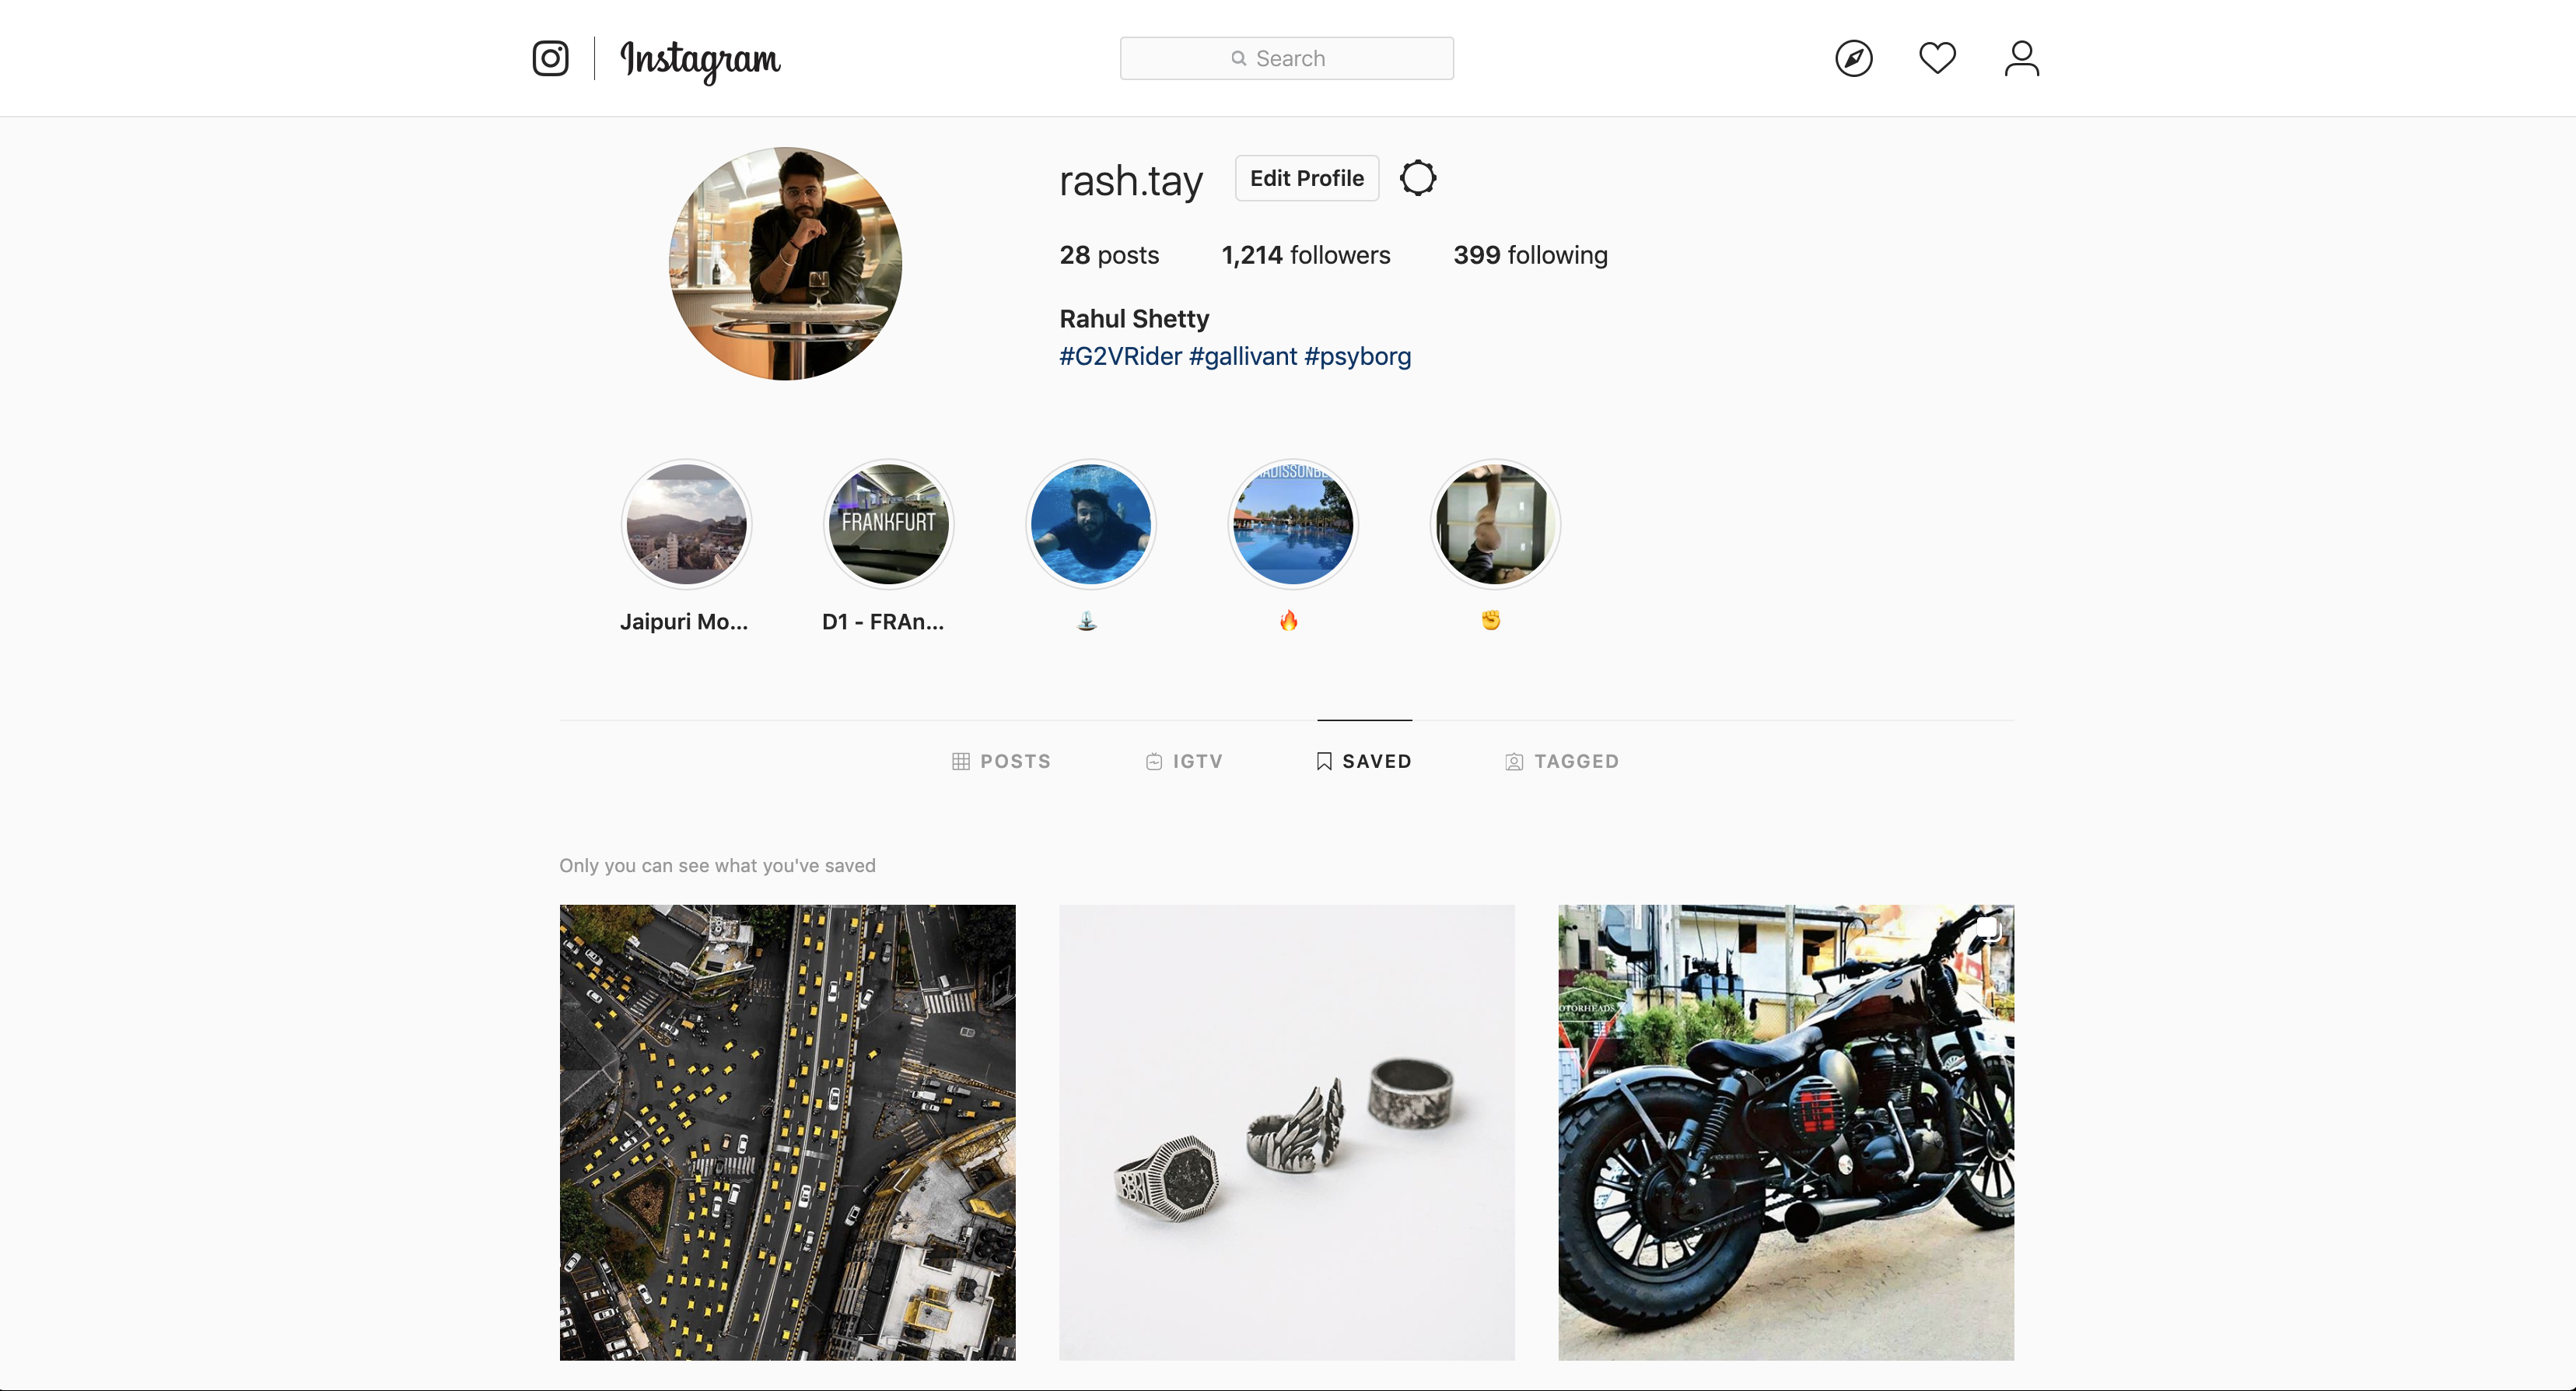 Instagram
Search
rash.tay Edit Profile
28 posts 1,214 followers 399 following
Rahul Shetty
#G2VRider #gallivant #psyborg
FRANKFURT
Jaipuri Mo... D1 - FRAn... 🔥 ✊
POSTS IGTV SAVED TAGGED
Only you can see what you've saved
OTORHEADS